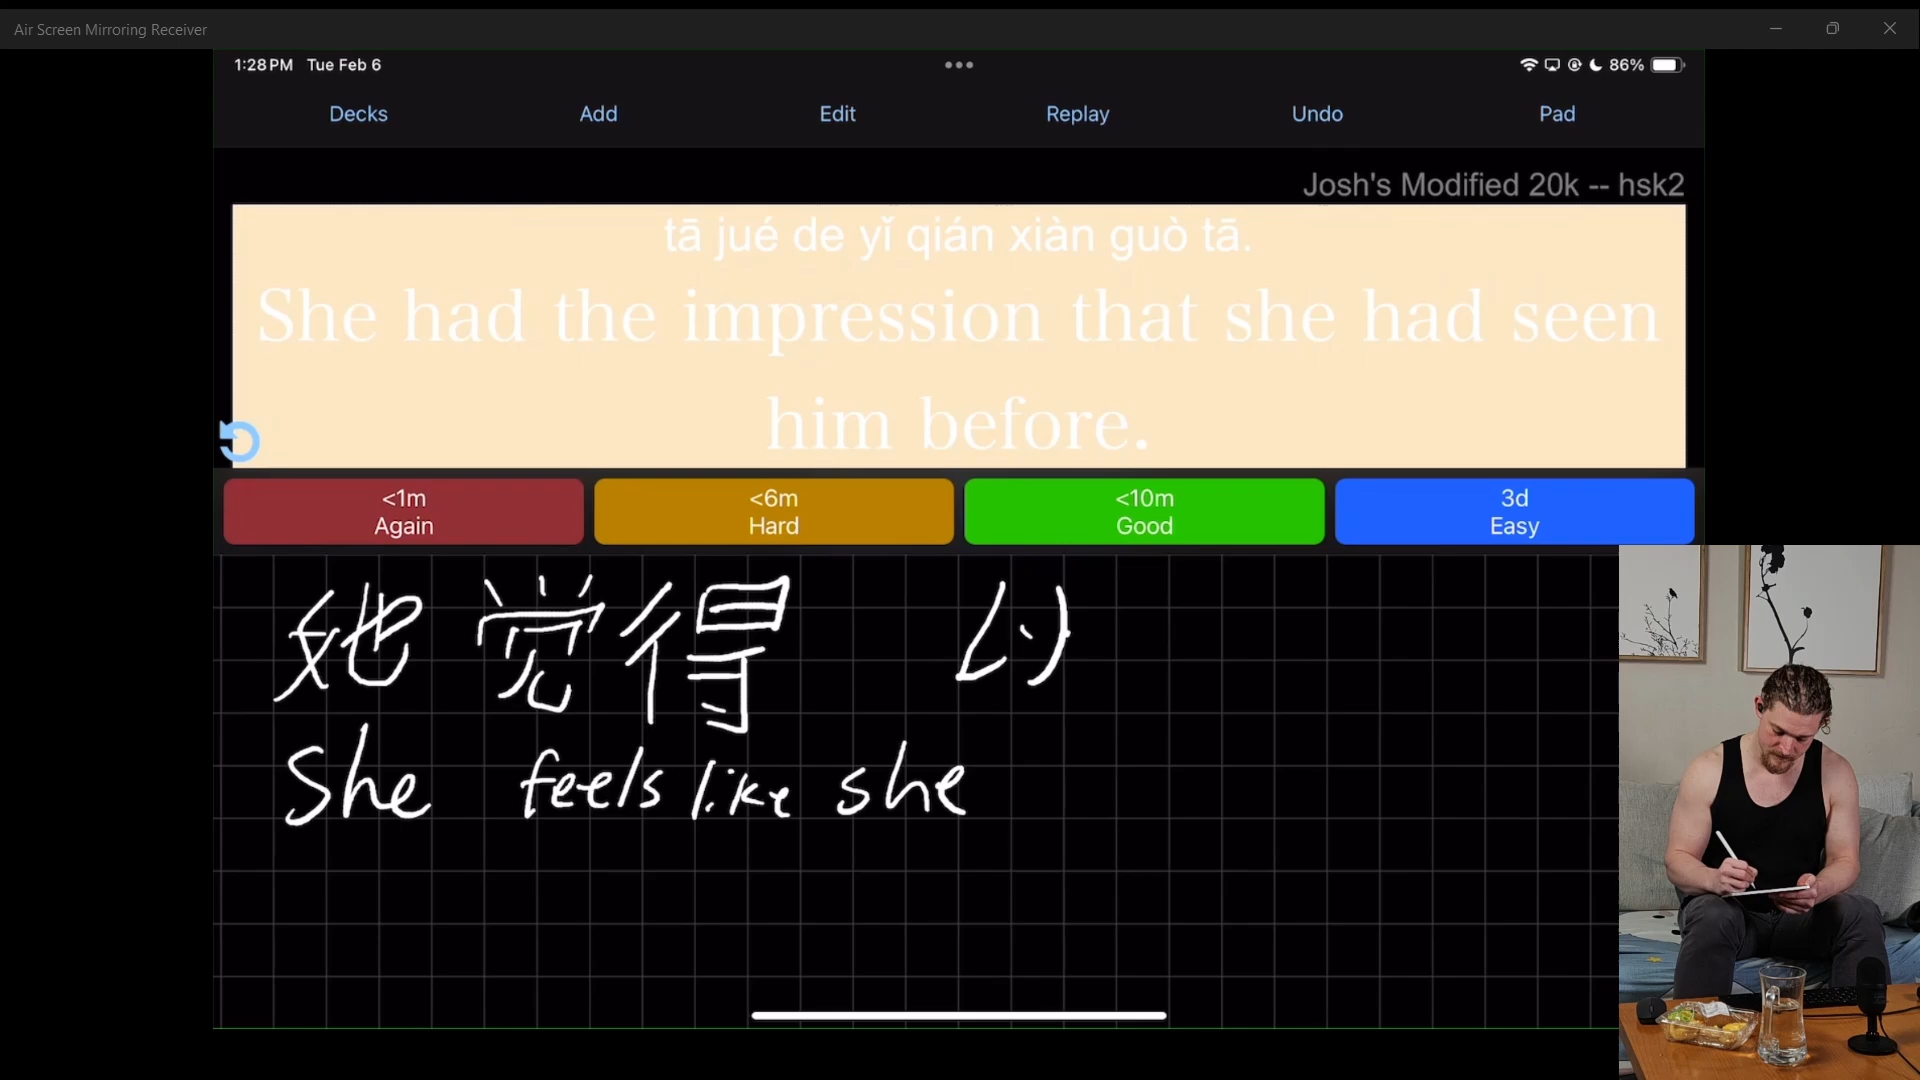 Air Screen Mirroring Receiver
1:28 PM Tue Feb 6
86%
Decks Add Edit Replay Undo Pad
Josh's Modified 20k -- hsk2
tā jué de yǐ qián xiàn guò tā.
She had the impression that she had seen
him before.
<1m <6m <10m 3d
Again Hard Good Easy
她 觉得
She feels like she